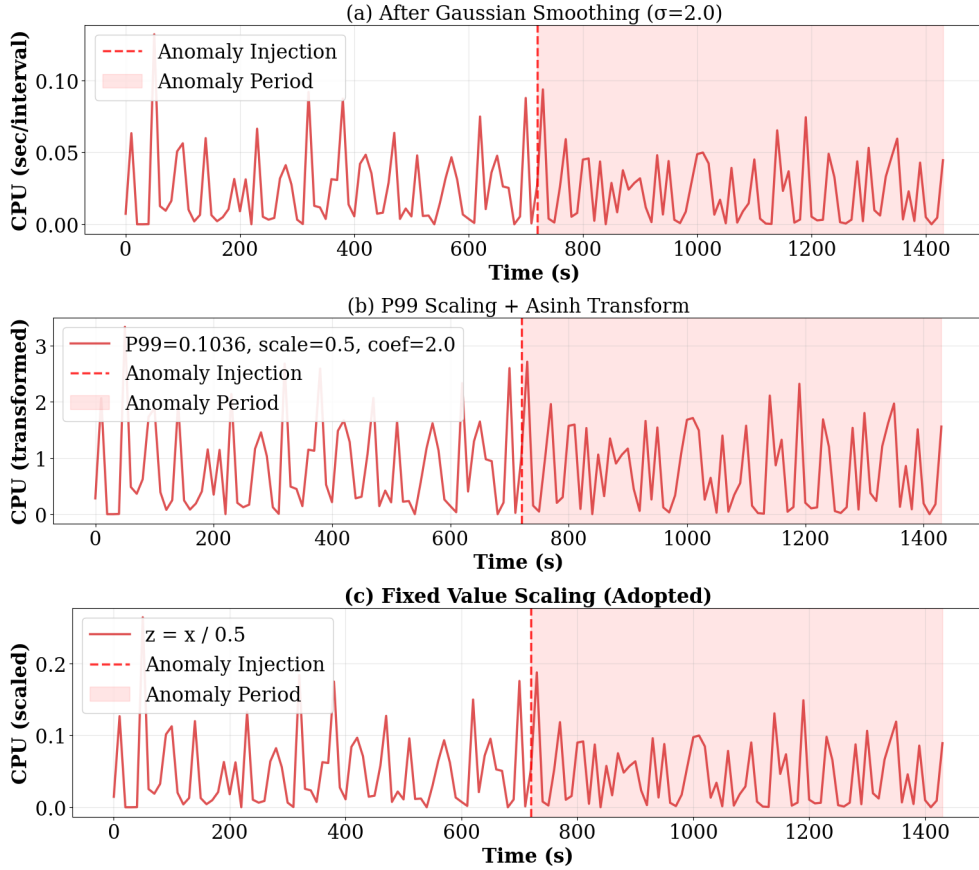 (a) After Gaussian Smoothing (σ=2.0)
Anomaly Injection
Anomaly Period
CPU (sec/interval)
0.10
0.05
0.00
0 200 400 600 800 1000 1200 1400
Time (s)
(b) P99 Scaling + Asinh Transform
P99=0.1036, scale=0.5, coef=2.0
Anomaly Injection
Anomaly Period
CPU (transformed)
3
2
1
0
0 200 400 600 800 1000 1200 1400
Time (s)
(c) Fixed Value Scaling (Adopted)
z = x / 0.5
Anomaly Injection
Anomaly Period
CPU (scaled)
0.2
0.1
0.0
0 200 400 600 800 1000 1200 1400
Time (s)